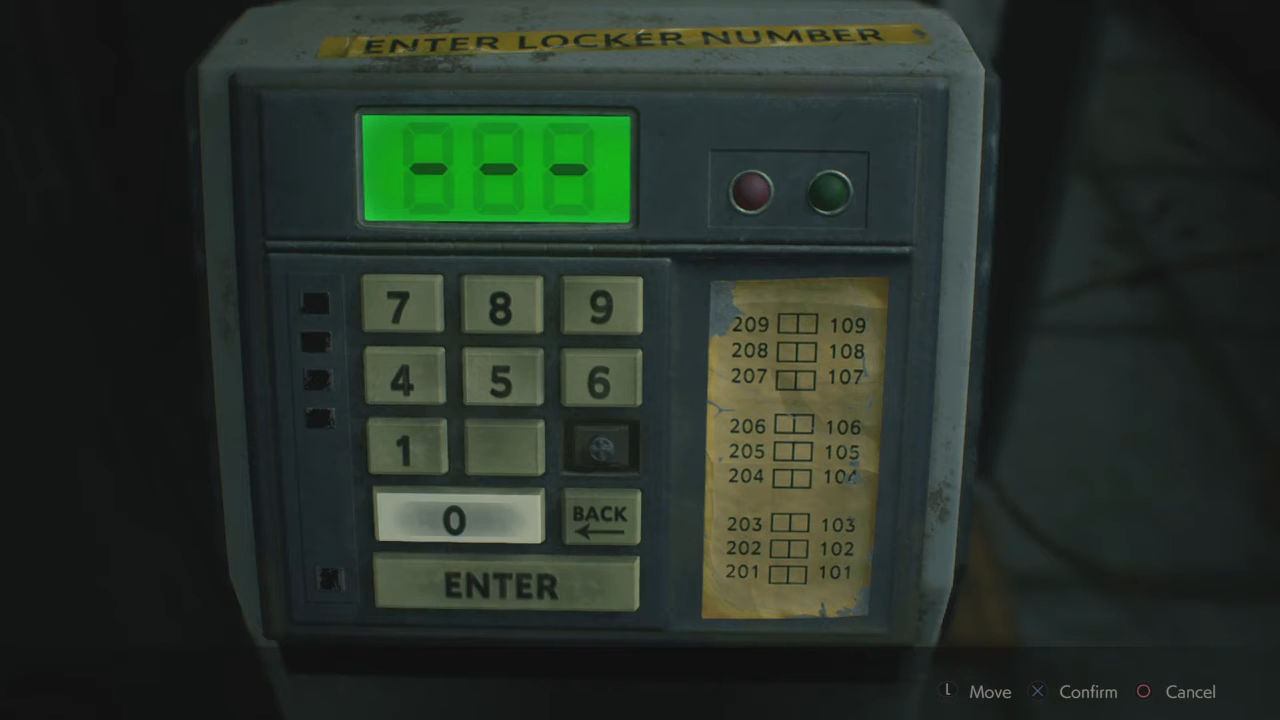 ENTER LOCKER NUMBER
7 8 9
4 5 6
1
0 BACK
ENTER
209 109
208 108
207 107
206 106
205 105
204 104
203 103
202 102
201 101
L Move Confirm Cancel